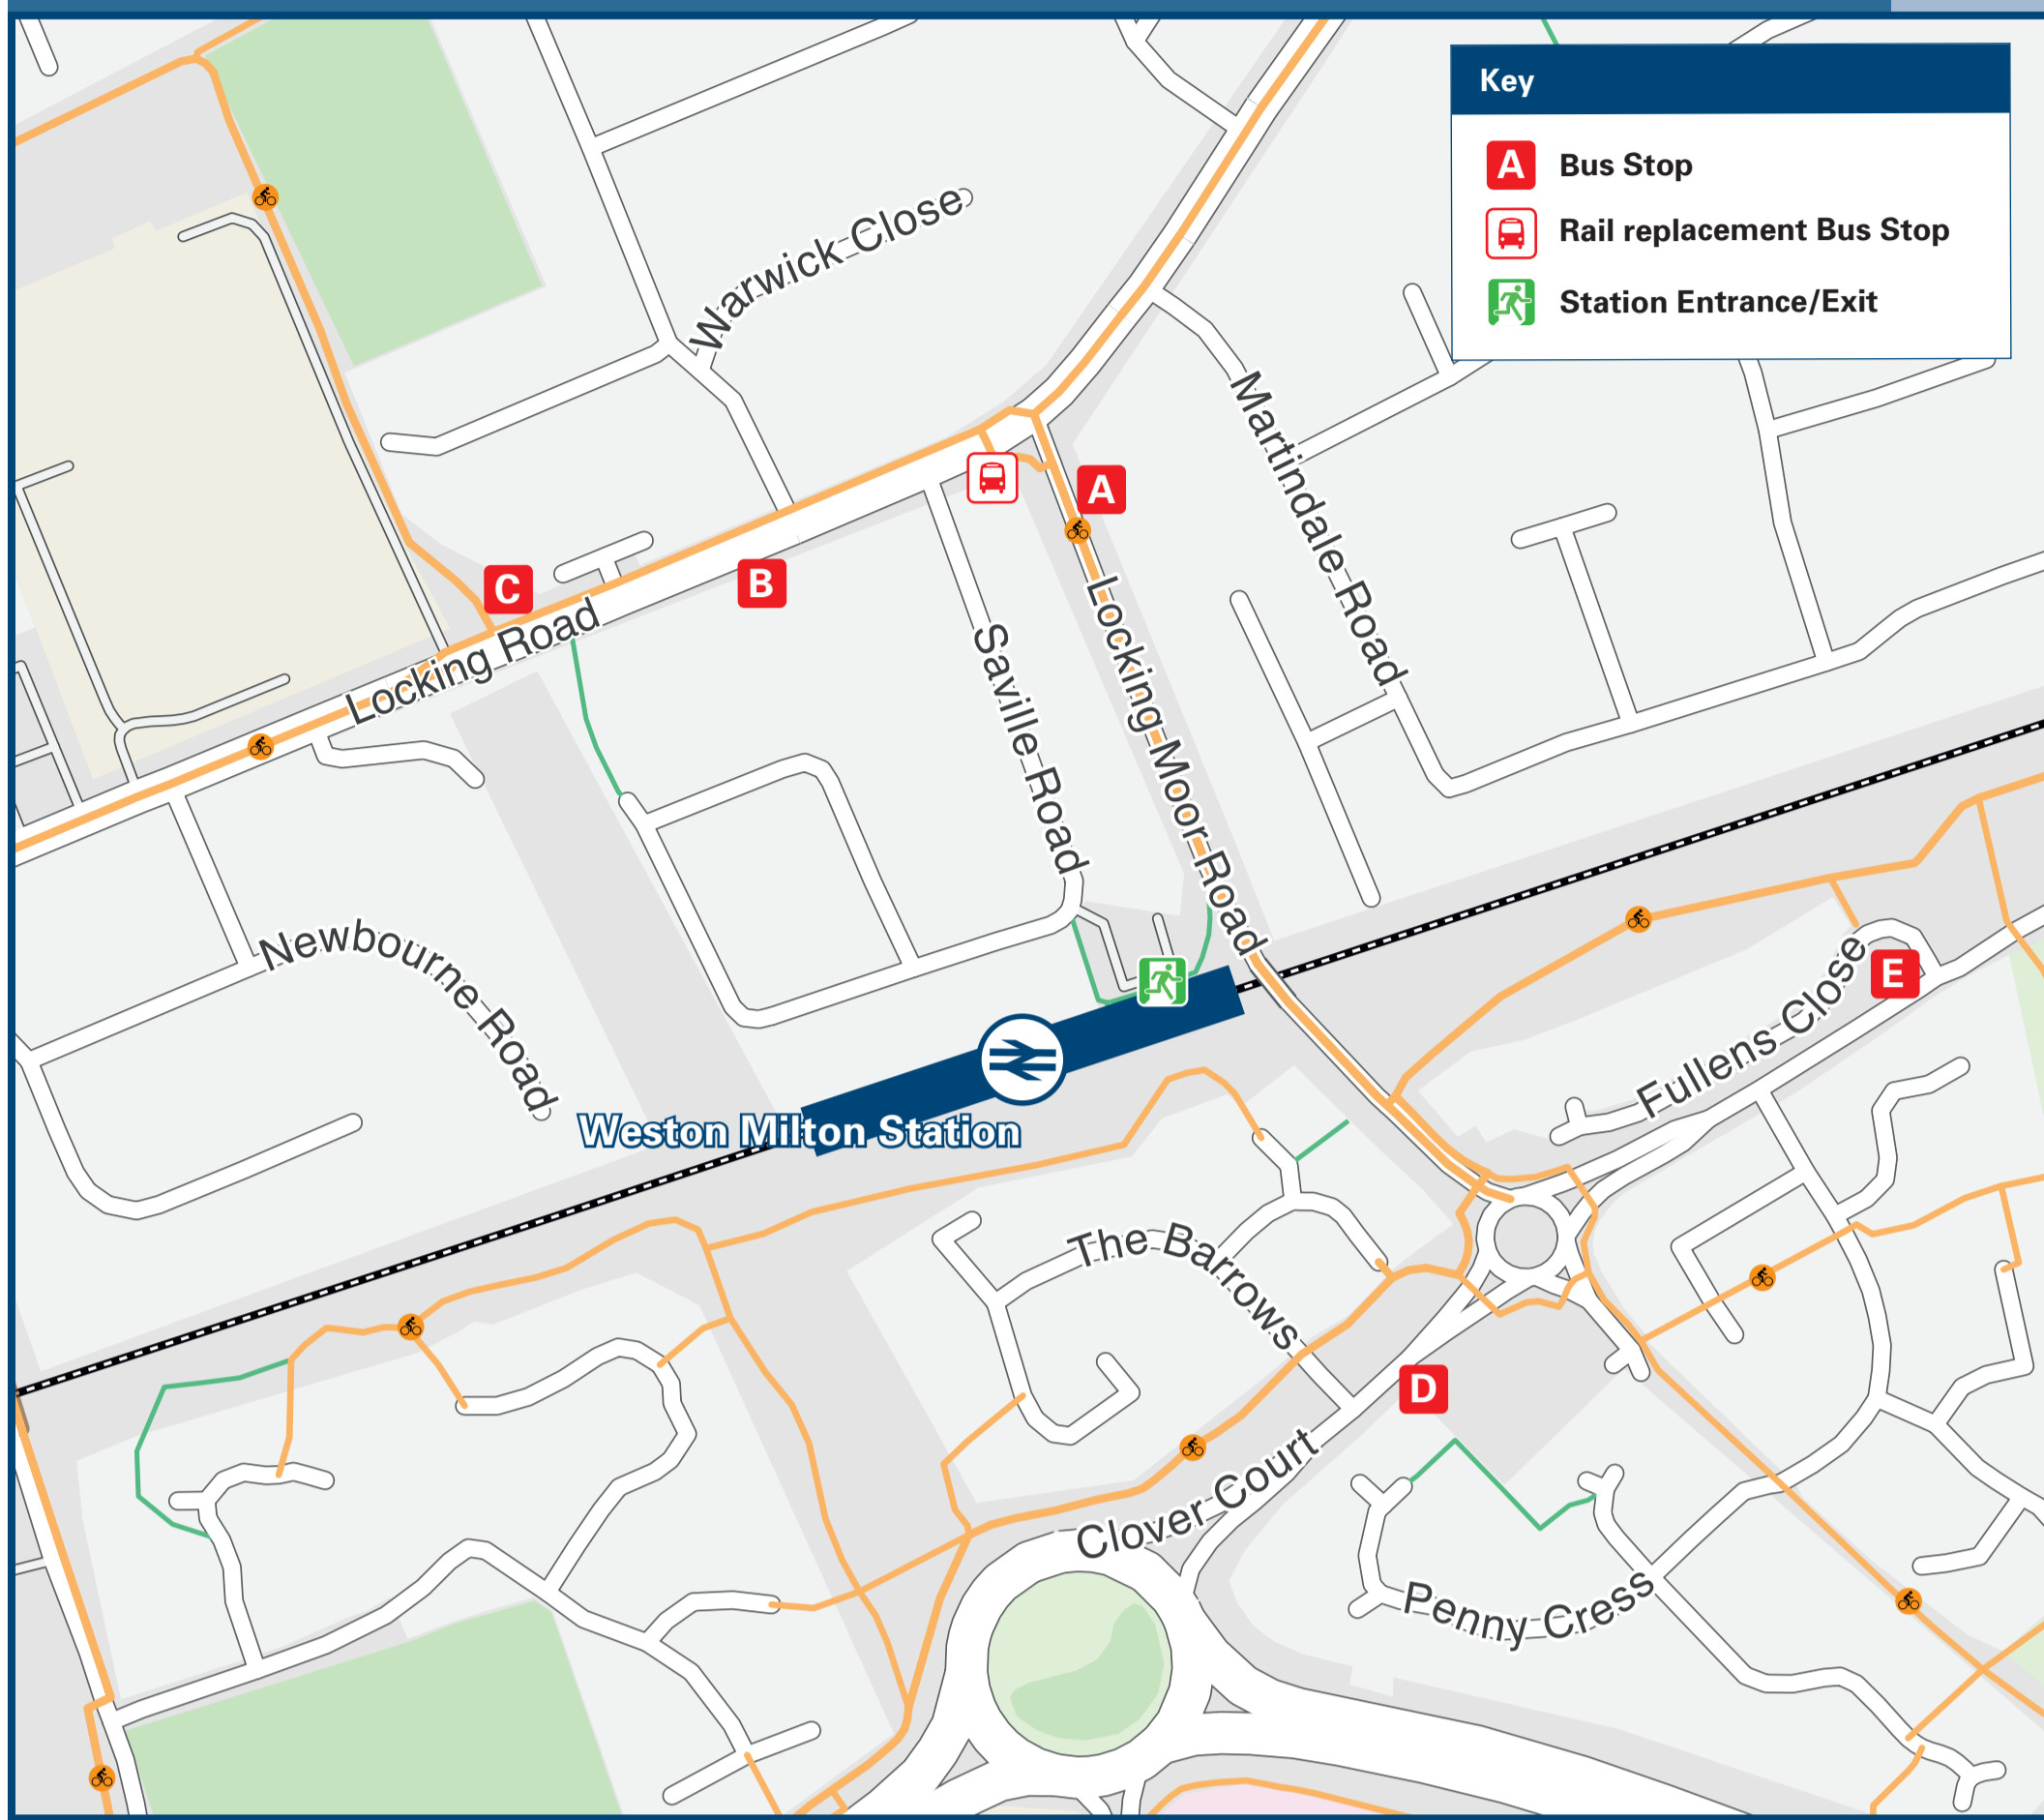 Key
A Bus Stop
Rail replacement Bus Stop
Station Entrance/Exit
Warwick Close
Martindale Road
A
C
B
Locking Road
Saville Road
Locking Moor Road
Newbourne Road
Fullens Close
E
Weston Milton Station
The Barrows
D
Clover Court
Penny Cress